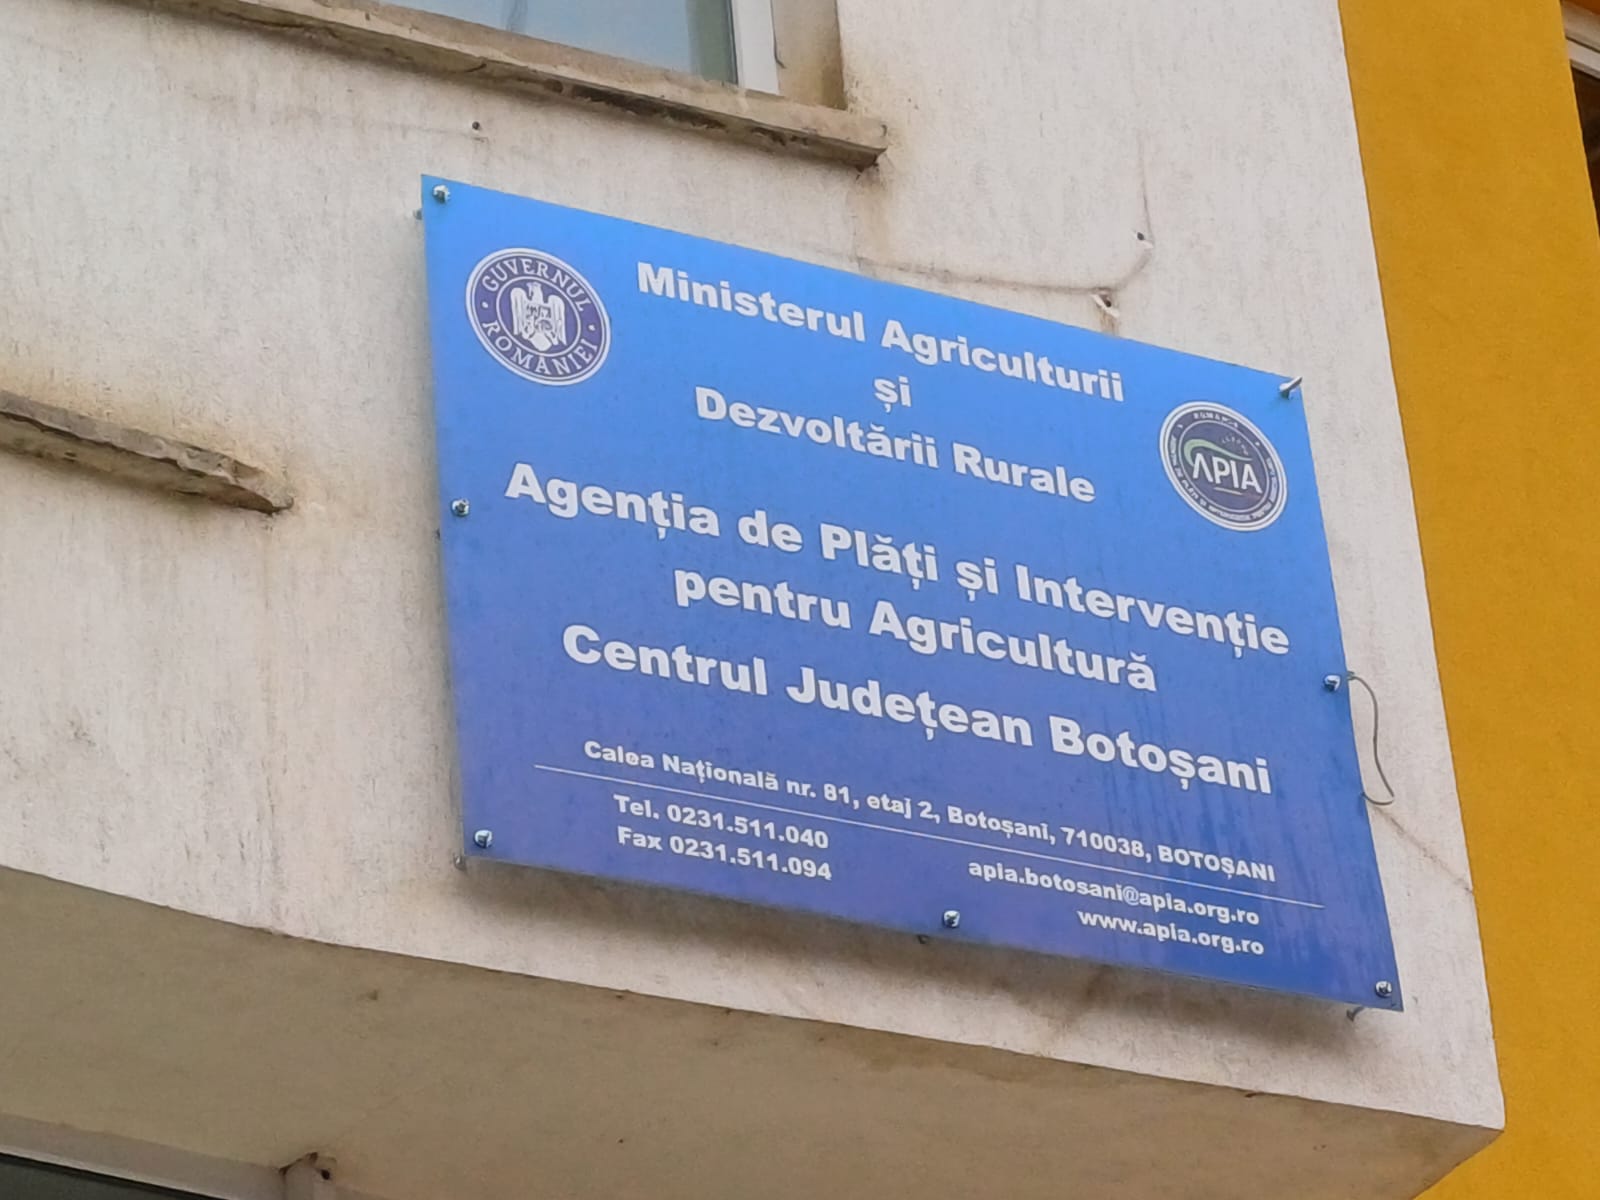 GUVERNUL ROMÂNIEI
Ministerul Agriculturii
și
Dezvoltării Rurale
APIA
Agenția de Plăți și Intervenție
pentru Agricultură
Centrul Județean Botoșani
Calea Națională nr. 81, etaj 2, Botoșani, 710038, BOTOȘANI
Tel. 0231.511.040
Fax 0231.511.094
apia.botosani@apia.org.ro
www.apia.org.ro